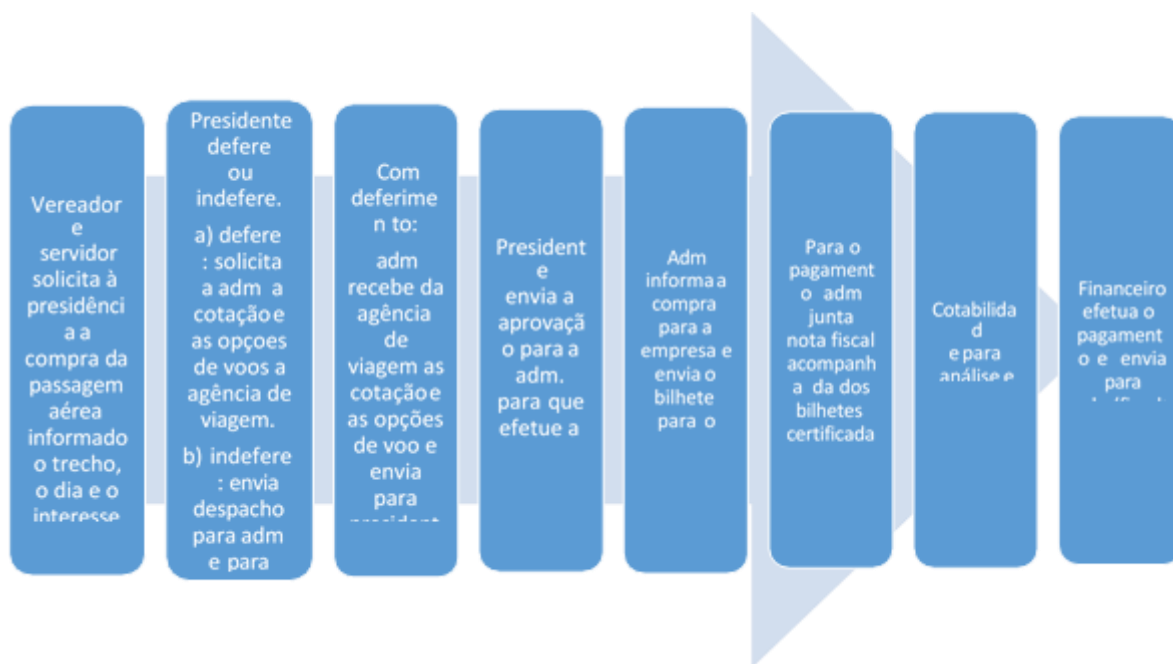 Vereador
e
servidor
solicita à
presidênci
a a
compra da
passagem
aérea
informado
o trecho,
o dia e o
interesse
Presidente
defere
ou
indefere.
a) defere
: solicita
a adm a
cotação e
as opçoes
de voos a
agência de
viagem.
b) indefere
: envia
despacho
para adm
e para
Com
deferime
n to:
adm
recebe da
agência
de
viagem as
cotação e
as opções
de voo e
envia
para
President
e
envia a
aprovaçã
o para a
adm.
para que
efetue a
Adm
informa a
compra
para a
empresa e
envia o
bilhete
para o
Para o
pagament
o adm
junta
nota fiscal
acompanh
a da dos
bilhetes
certificada
Cotabilida
d
e para
análise e
Financeiro
efetua o
pagament
o e envia
para